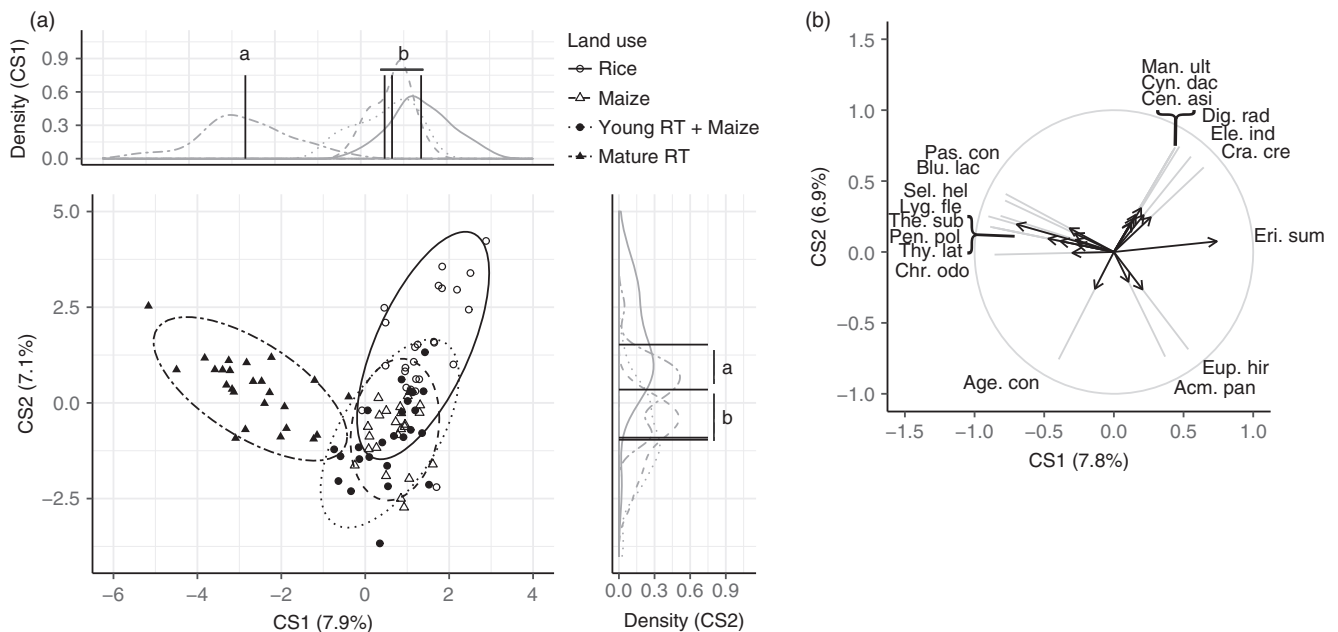 (a)
Density (CS1)
0.9
0.6
0.3
0.0
a
b
Land use
Rice
Maize
Young RT + Maize
Mature RT
CS2 (7.1%)
5.0
2.5
0.0
−2.5
−6
−4
−2
0
2
4
CS1 (7.9%)
a
b
0.0
0.3
0.6
0.9
Density (CS2)
(b)
CS2 (6.9%)
1.5
1.0
0.5
0.0
−0.5
−1.0
Man. ult
Cyn. dac
Cen. asi
Dig. rad
Ele. ind
Cra. cre
Pas. con
Blu. lac
Sel. hel
Lyg. fle
The. sub
Pen. pol
Thy. lat
Chr. odo
Eri. sum
Age. con
Eup. hir
Acm. pan
−1.5
−1.0
−0.5
0.0
0.5
1.0
CS1 (7.8%)